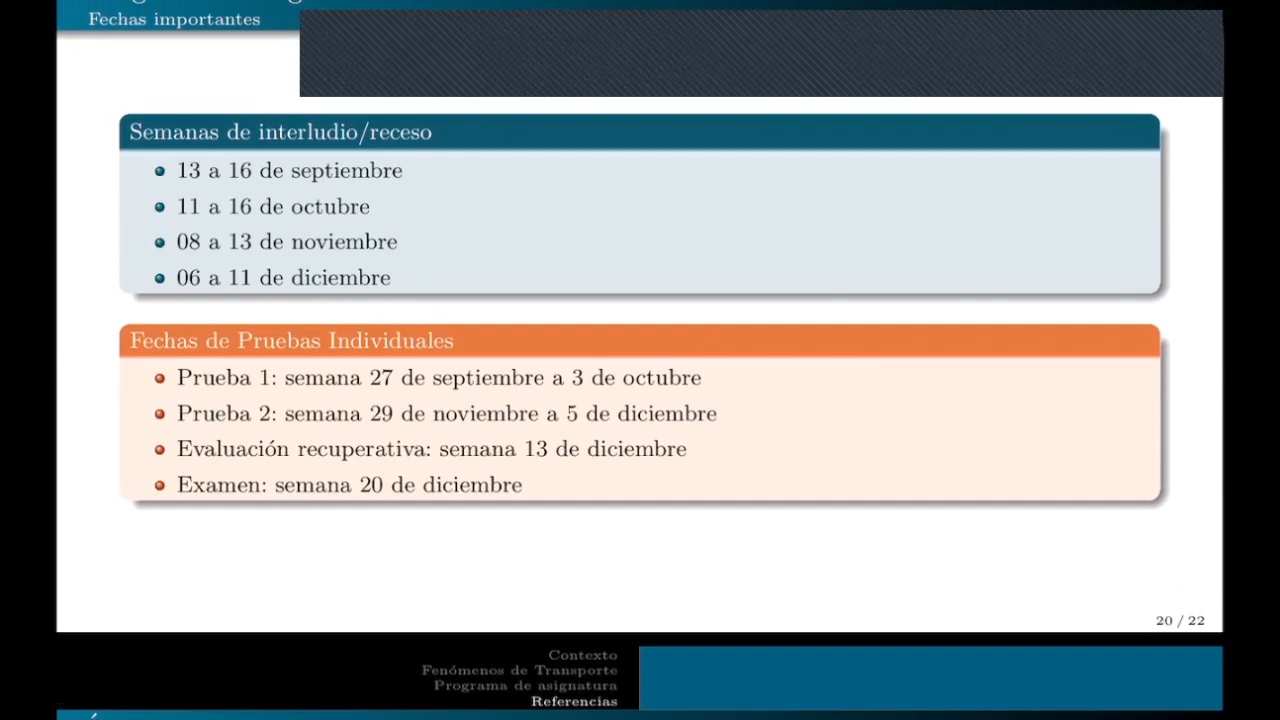 Fechas importantes
Semanas de interludio/receso
13 a 16 de septiembre
11 a 16 de octubre
08 a 13 de noviembre
06 a 11 de diciembre
Fechas de Pruebas Individuales
Prueba 1: semana 27 de septiembre a 3 de octubre
Prueba 2: semana 29 de noviembre a 5 de diciembre
Evaluación recuperativa: semana 13 de diciembre
Examen: semana 20 de diciembre
20 / 22
Contexto
Fenómenos de Transporte
Programa de asignatura
Referencias